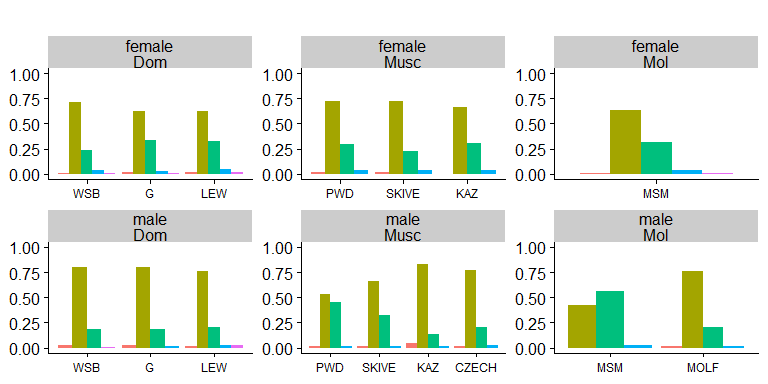 female female female
Dom Musc Mol
1.00 1.00 1.00
0.75 0.75 0.75
0.50 0.50 0.50
0.25 0.25 0.25
0.00 0.00 0.00
WSB G LEW PWD SKIVE KAZ MSM
male male male
Dom Musc Mol
1.00 1.00 1.00
0.75 0.75 0.75
0.50 0.50 0.50
0.25 0.25 0.25
0.00 0.00 0.00
WSB G LEW PWD SKIVE KAZ CZECH MSM MOLF